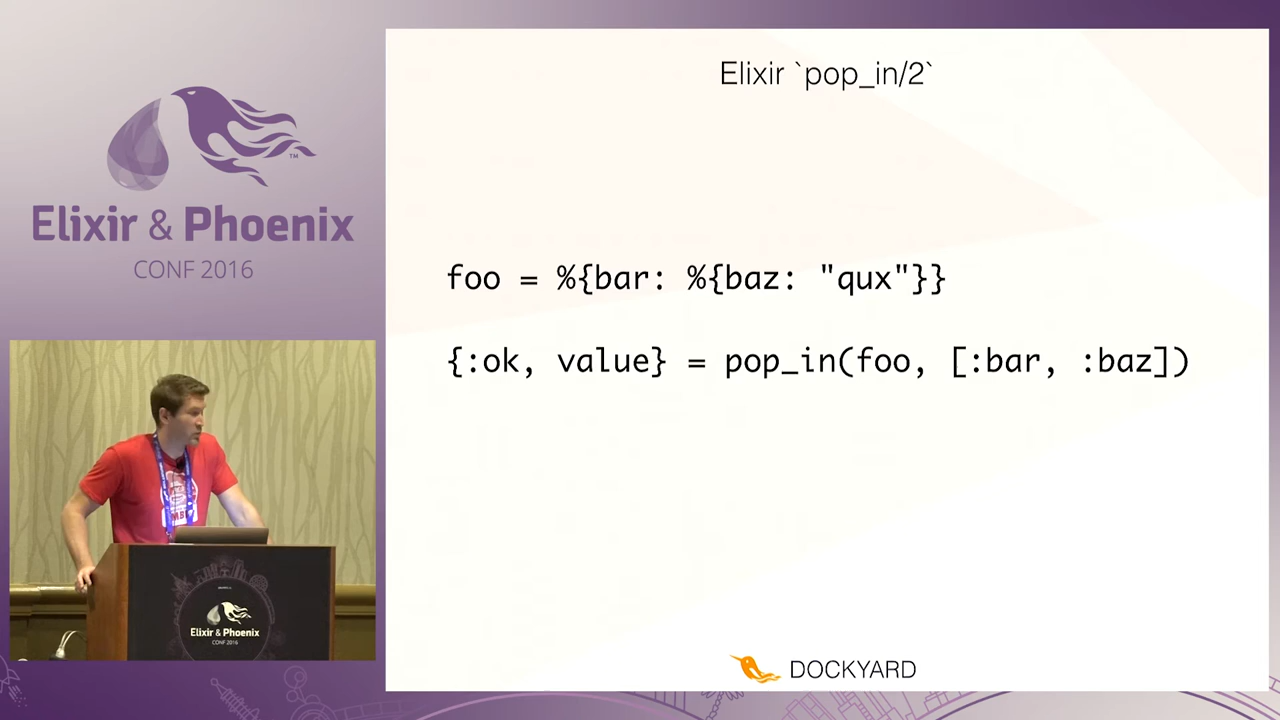 Elixir `pop_in/2`
TM
Elixir & Phoenix
CONF 2016
foo = %{bar: %{baz: "qux"}}
{:ok, value} = pop_in(foo, [:bar, :baz])
Elixir & Phoenix
CONF 2016
DOCKYARD